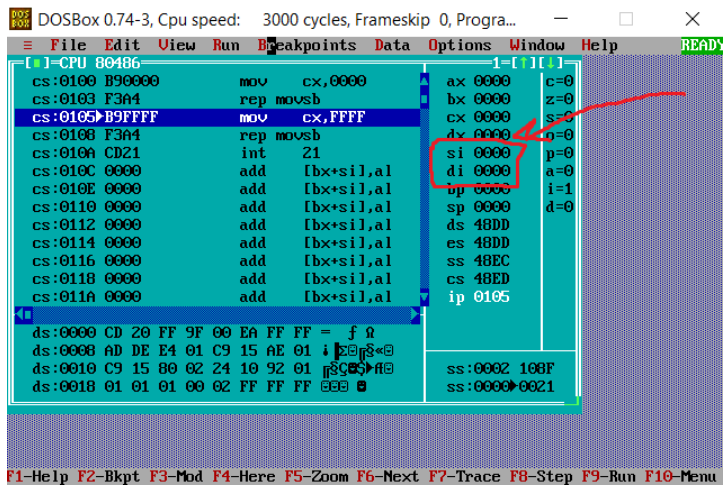 DOSBox 0.74-3, Cpu speed: 3000 cycles, Frameskip 0, Progra...
≡ File Edit View Run Breakpoints Data Options Window Help READY
[■]=CPU 80486 1=[↑][↓]
cs:0100 B90000 mov cx,0000 ax 0000 c=0
cs:0103 F3A4 rep movsb bx 0000 z=0
cs:0105►B9FFFF mov cx,FFFF cx 0000 s=0
cs:0108 F3A4 rep movsb dx 0000 o=0
cs:010A CD21 int 21 si 0000 p=0
cs:010C 0000 add [bx+si],al di 0000 a=0
cs:010E 0000 add [bx+si],al bp 0000 i=1
cs:0110 0000 add [bx+si],al sp 0000 d=0
cs:0112 0000 add [bx+si],al ds 48DD
cs:0114 0000 add [bx+si],al es 48DD
cs:0116 0000 add [bx+si],al ss 48EC
cs:0118 0000 add [bx+si],al cs 48ED
cs:011A 0000 add [bx+si],al ip 0105
ds:0000 CD 20 FF 9F 00 EA FF FF = ƒ Ω
ds:0008 AD DE E4 01 C9 15 AE 01
ds:0010 C9 15 80 02 24 10 92 01 ss:0002 108F
ds:0018 01 01 01 00 02 FF FF FF ss:0000►0021
F1-Help F2-Bkpt F3-Mod F4-Here F5-Zoom F6-Next F7-Trace F8-Step F9-Run F10-Menu